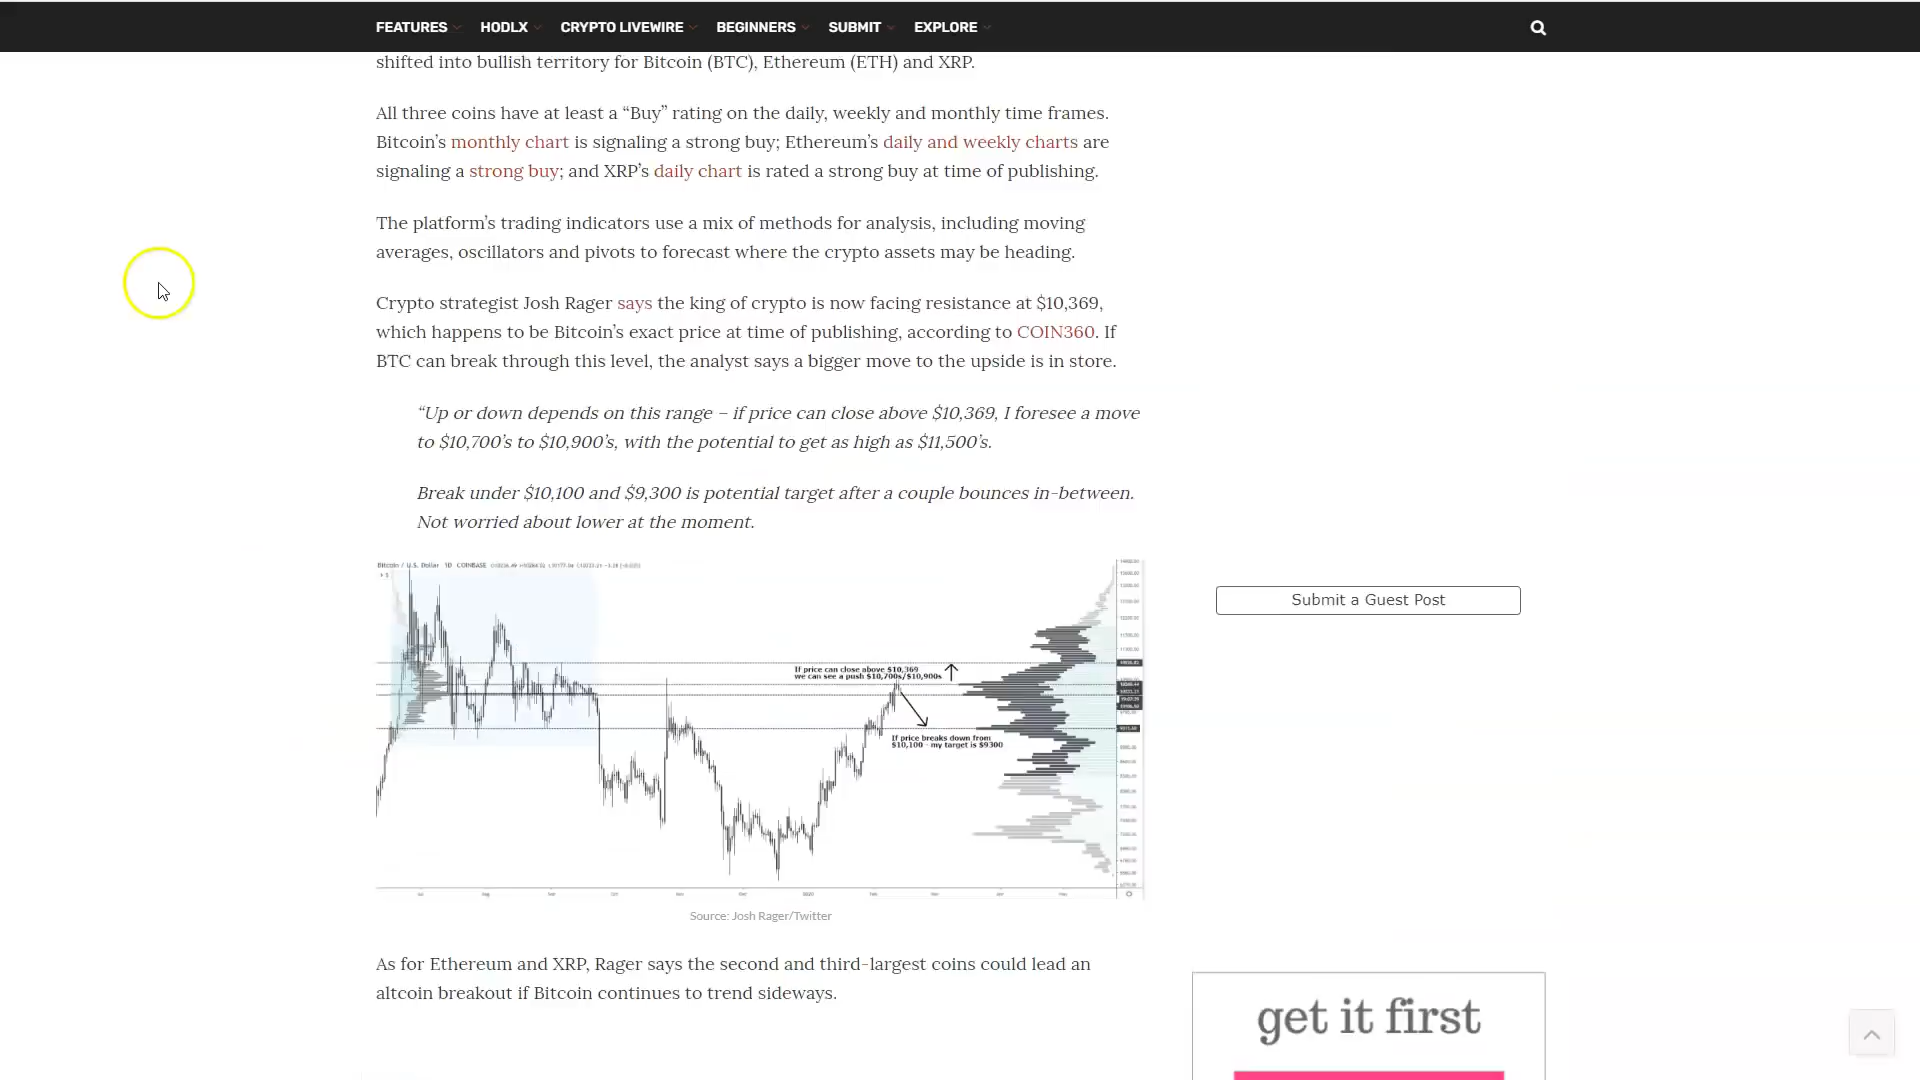 FEATURES HODLX CRYPTO LIVEWIRE BEGINNERS SUBMIT EXPLORE
shifted into bullish territory for Bitcoin (BTC), Ethereum (ETH) and XRP.
All three coins have at least a “Buy” rating on the daily, weekly and monthly time frames.
Bitcoin’s monthly chart is signaling a strong buy; Ethereum’s daily and weekly charts are
signaling a strong buy; and XRP’s daily chart is rated a strong buy at time of publishing.
The platform’s trading indicators use a mix of methods for analysis, including moving
averages, oscillators and pivots to forecast where the crypto assets may be heading.
Crypto strategist Josh Rager says the king of crypto is now facing resistance at $10,369,
which happens to be Bitcoin’s exact price at time of publishing, according to COIN360. If
BTC can break through this level, the analyst says a bigger move to the upside is in store.
“Up or down depends on this range – if price can close above $10,369, I foresee a move
to $10,700’s to $10,900’s, with the potential to get as high as $11,500’s.
Break under $10,100 and $9,300 is potential target after a couple bounces in-between.
Not worried about lower at the moment.
Bitcoin / U.S. Dollar 1D COINBASE
If price can close above $10,369
we can see a push $10,700s/$10,900s
If price breaks down from
$10,100 - my target is $9300
Source: Josh Rager/Twitter
As for Ethereum and XRP, Rager says the second and third-largest coins could lead an
altcoin breakout if Bitcoin continues to trend sideways.
Submit a Guest Post
get it first